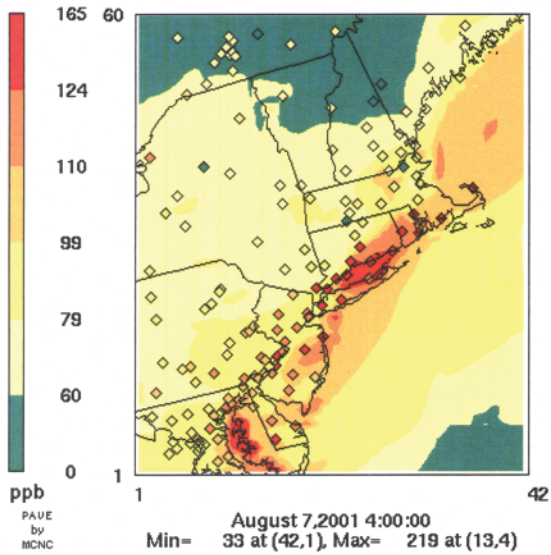 165
124
110
99
79
60
0
ppb
PAVE
by
MCNC
60
1
1
42
August 7,2001 4:00:00
Min= 33 at (42,1), Max= 219 at (13,4)